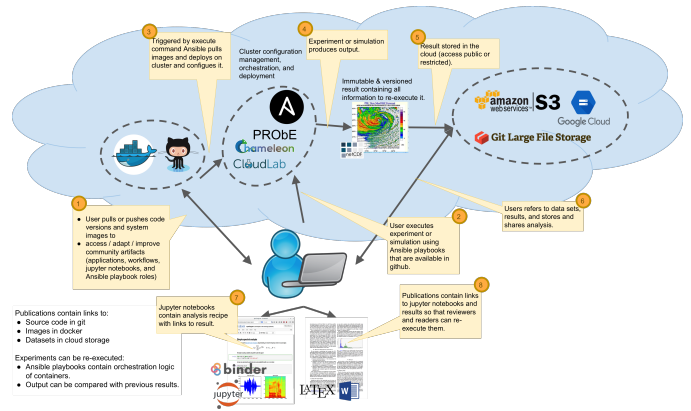 3
Triggered by execute
command Ansible pulls
images and deploys on
cluster and configures it.
Cluster configuration
management,
orchestration, and
deployment
4
Experiment or simulation
produces output.
5
Result stored in the
cloud (access public or
restricted).
Immutable & versioned
result containing all
information to re-execute it.
docker
PRObE
Chameleon
CloudLab
netCDF
amazon
webservices™
S3
Google Cloud
Git Large File Storage
1
● User pulls or pushes code
versions and system
images to
● access / adapt / improve
community artifacts
(applications, workflows,
jupyter notebooks, and
Ansible playbook roles)
2
User executes
experiment or
simulation using
Ansible playbooks
that are available in
github.
6
Users refers to data sets,
results, and stores and
shares analysis.
7
Jupyter notebooks
contain analysis recipe
with links to result.
8
Publications contain links
to jupyter notebooks and
results so that reviewers
and readers can re-
execute them.
binder
jupyter
LATEX
W
Publications contain links to:
● Source code in git
● Images in docker
● Datasets in cloud storage
Experiments can be re-executed:
● Ansible playbooks contain orchestration logic
of containers.
● Output can be compared with previous results.